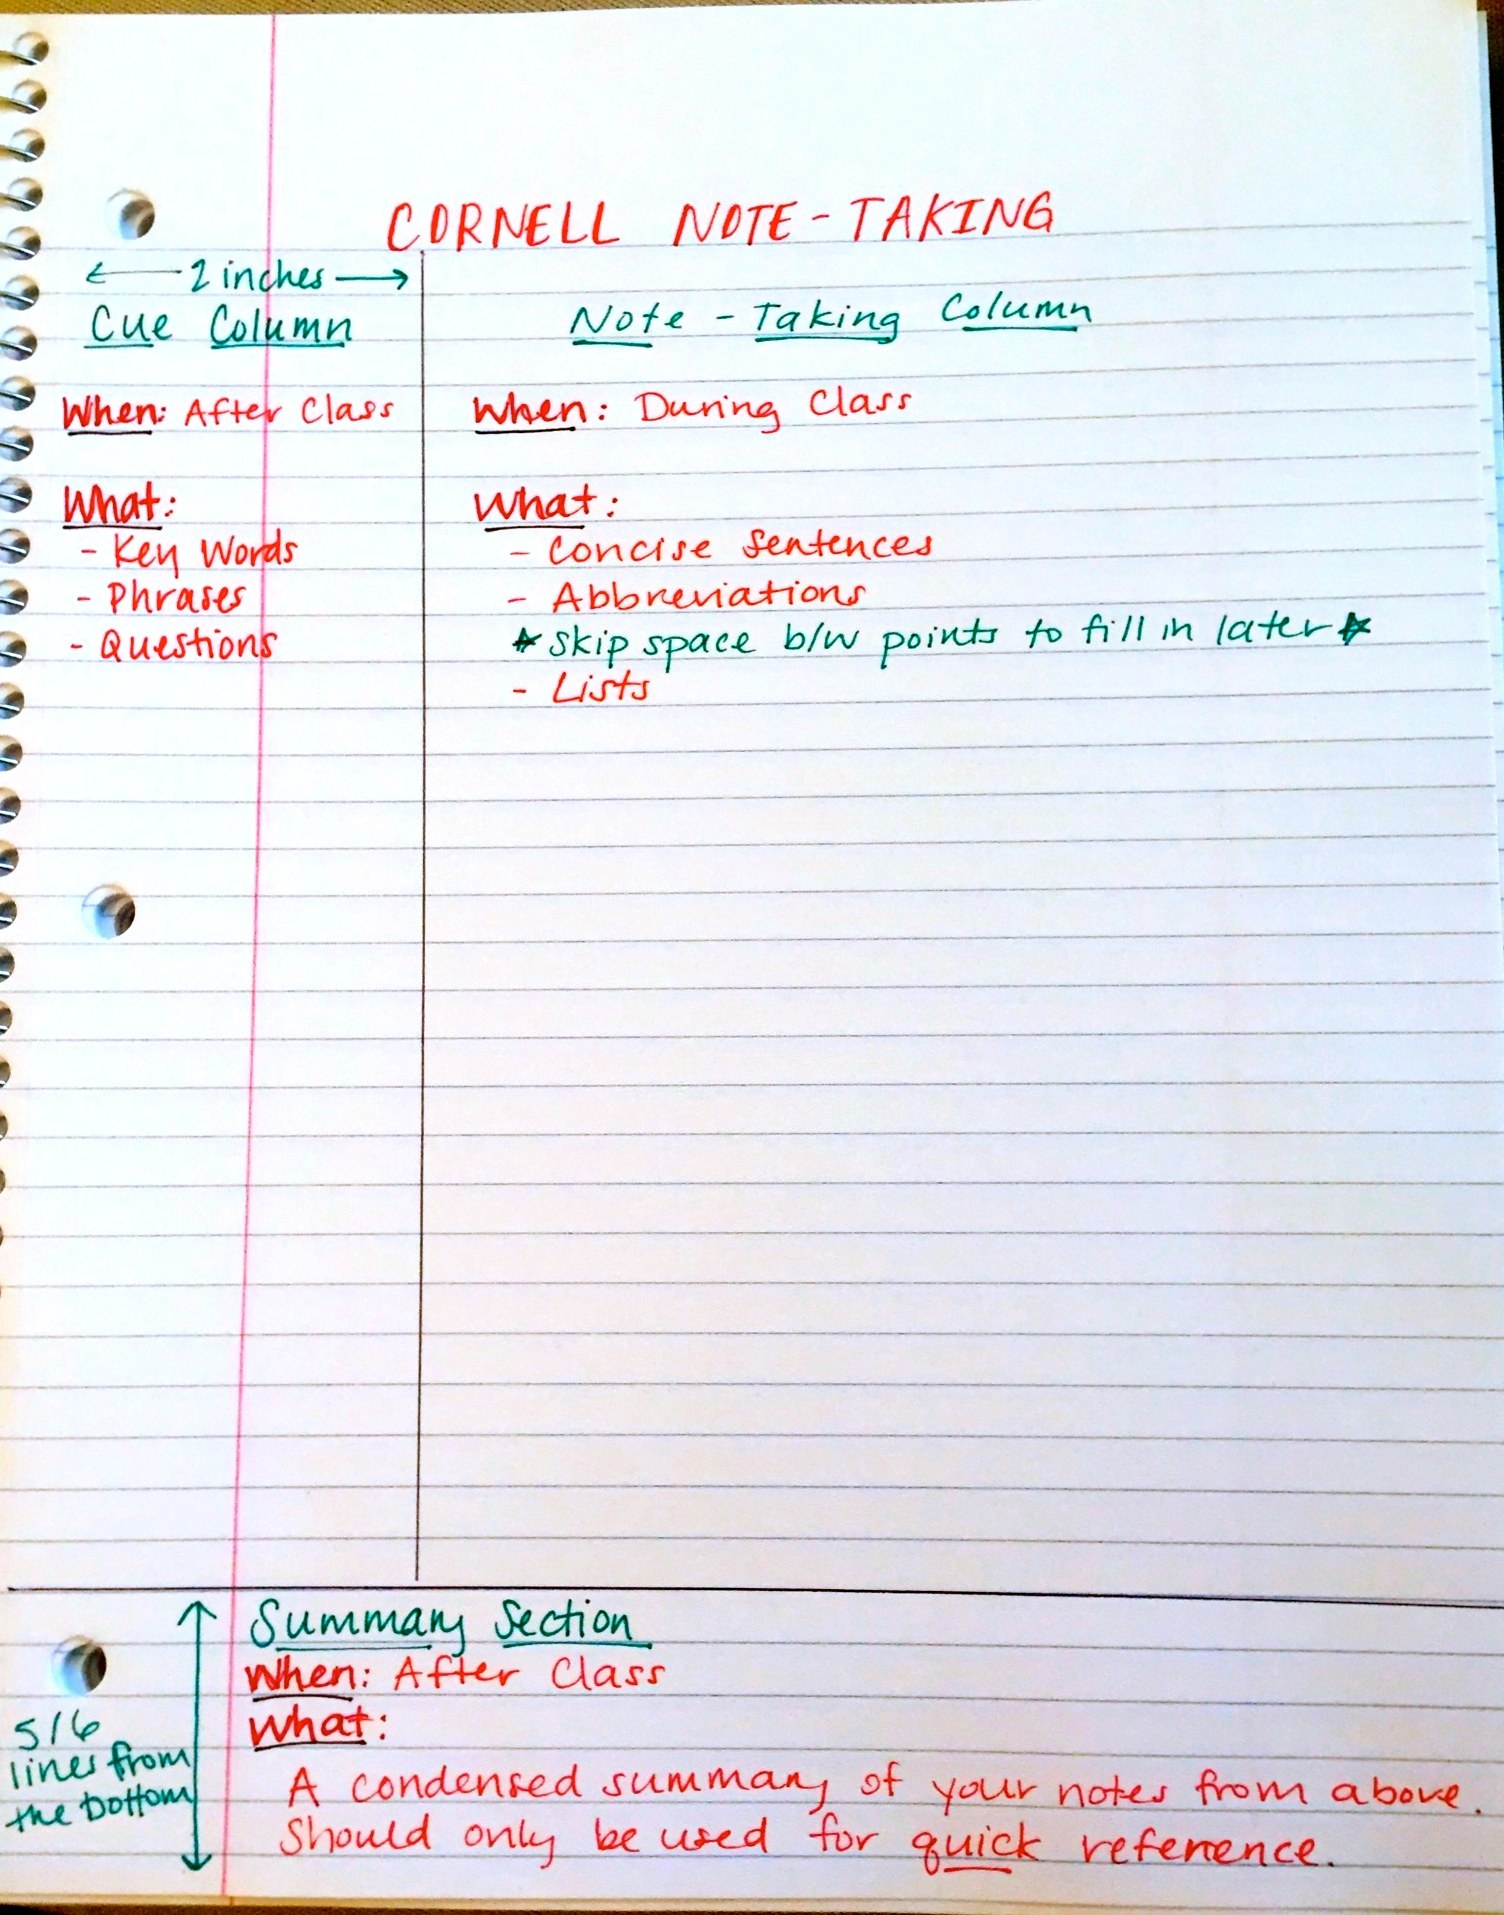 CORNELL NOTE-TAKING
2 inches
Cue Column
When: After Class
What:
- Key Words
- Phrases
- Questions
Note-Taking Column
When: During Class
What:
- Concise Sentences
- Abbreviations
* Skip space b/w points to fill in later *
- Lists
5/6
lines from
the bottom
Summary Section
When: After Class
What:
A condensed summary of your notes from above.
Should only be used for quick reference.